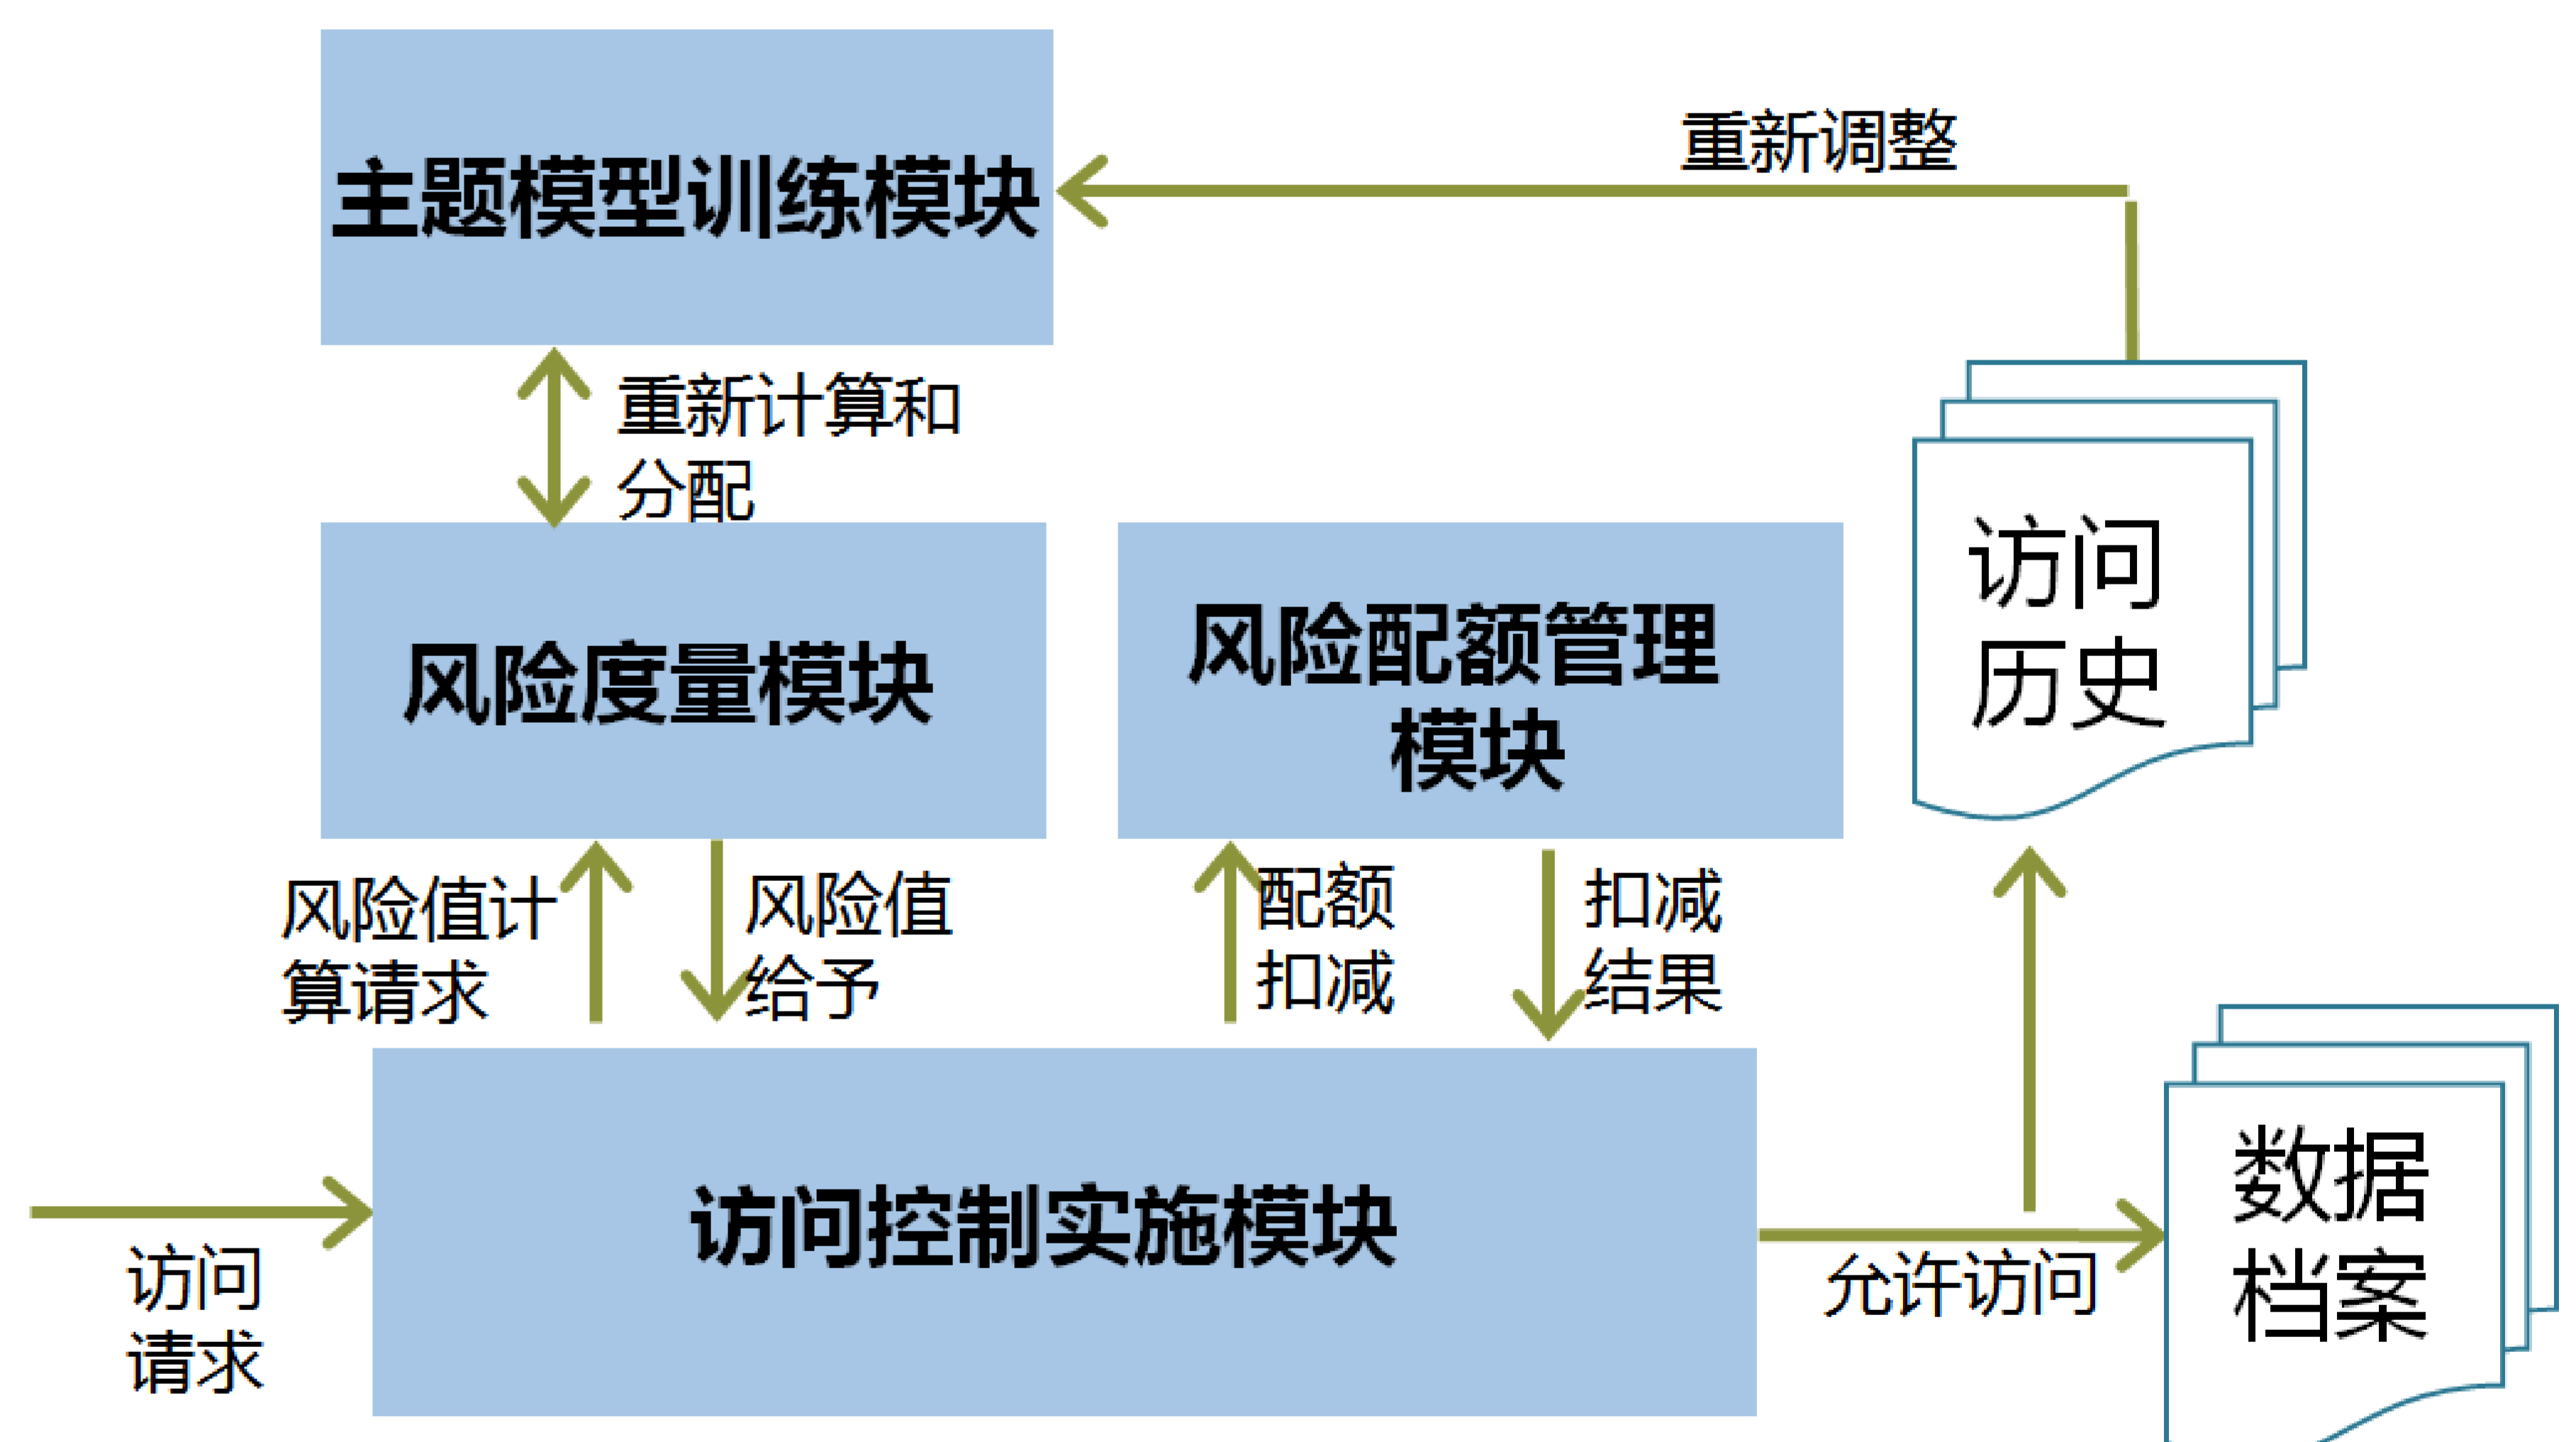 主题模型训练模块
重新调整
重新计算和
分配
风险度量模块
风险配额管理
模块
访问
历史
风险值计
算请求
风险值
给予
配额
扣减
扣减
结果
访问
请求
访问控制实施模块
允许访问
数据
档案